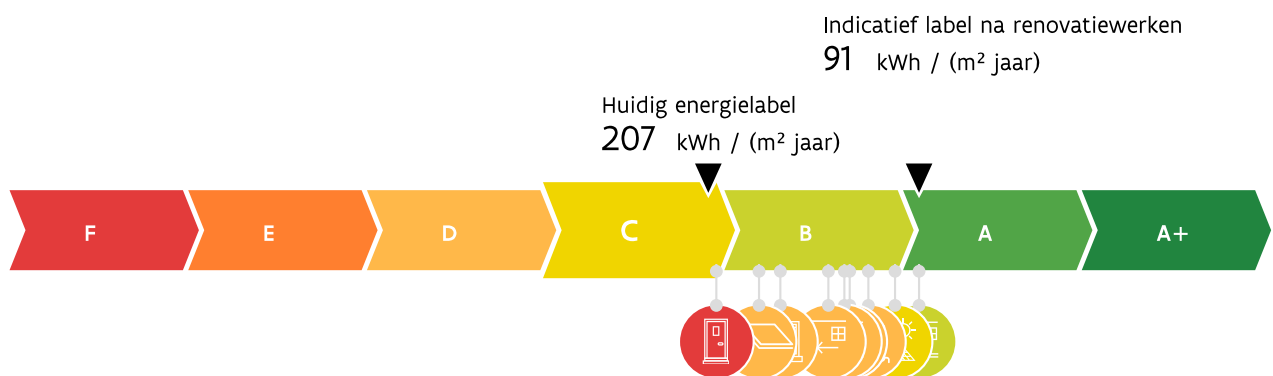 Indicatief label na renovatiewerken
91 kWh / (m² jaar)
Huidig energielabel
207 kWh / (m² jaar)
F E D C B A A+